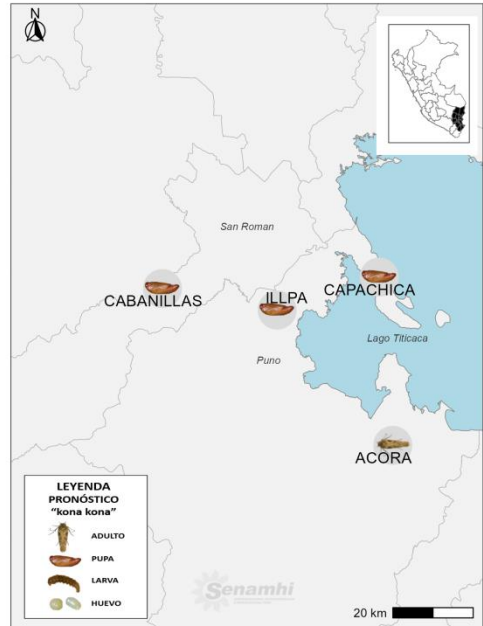 N
San Roman
CABANILLAS
ILLPA
CAPACHICA
Lago Titicaca
Puno
ACORA
LEYENDA
PRONÓSTICO
"kona kona"
ADULTO
PUPA
LARVA
HUEVO
Senamhi
20 km